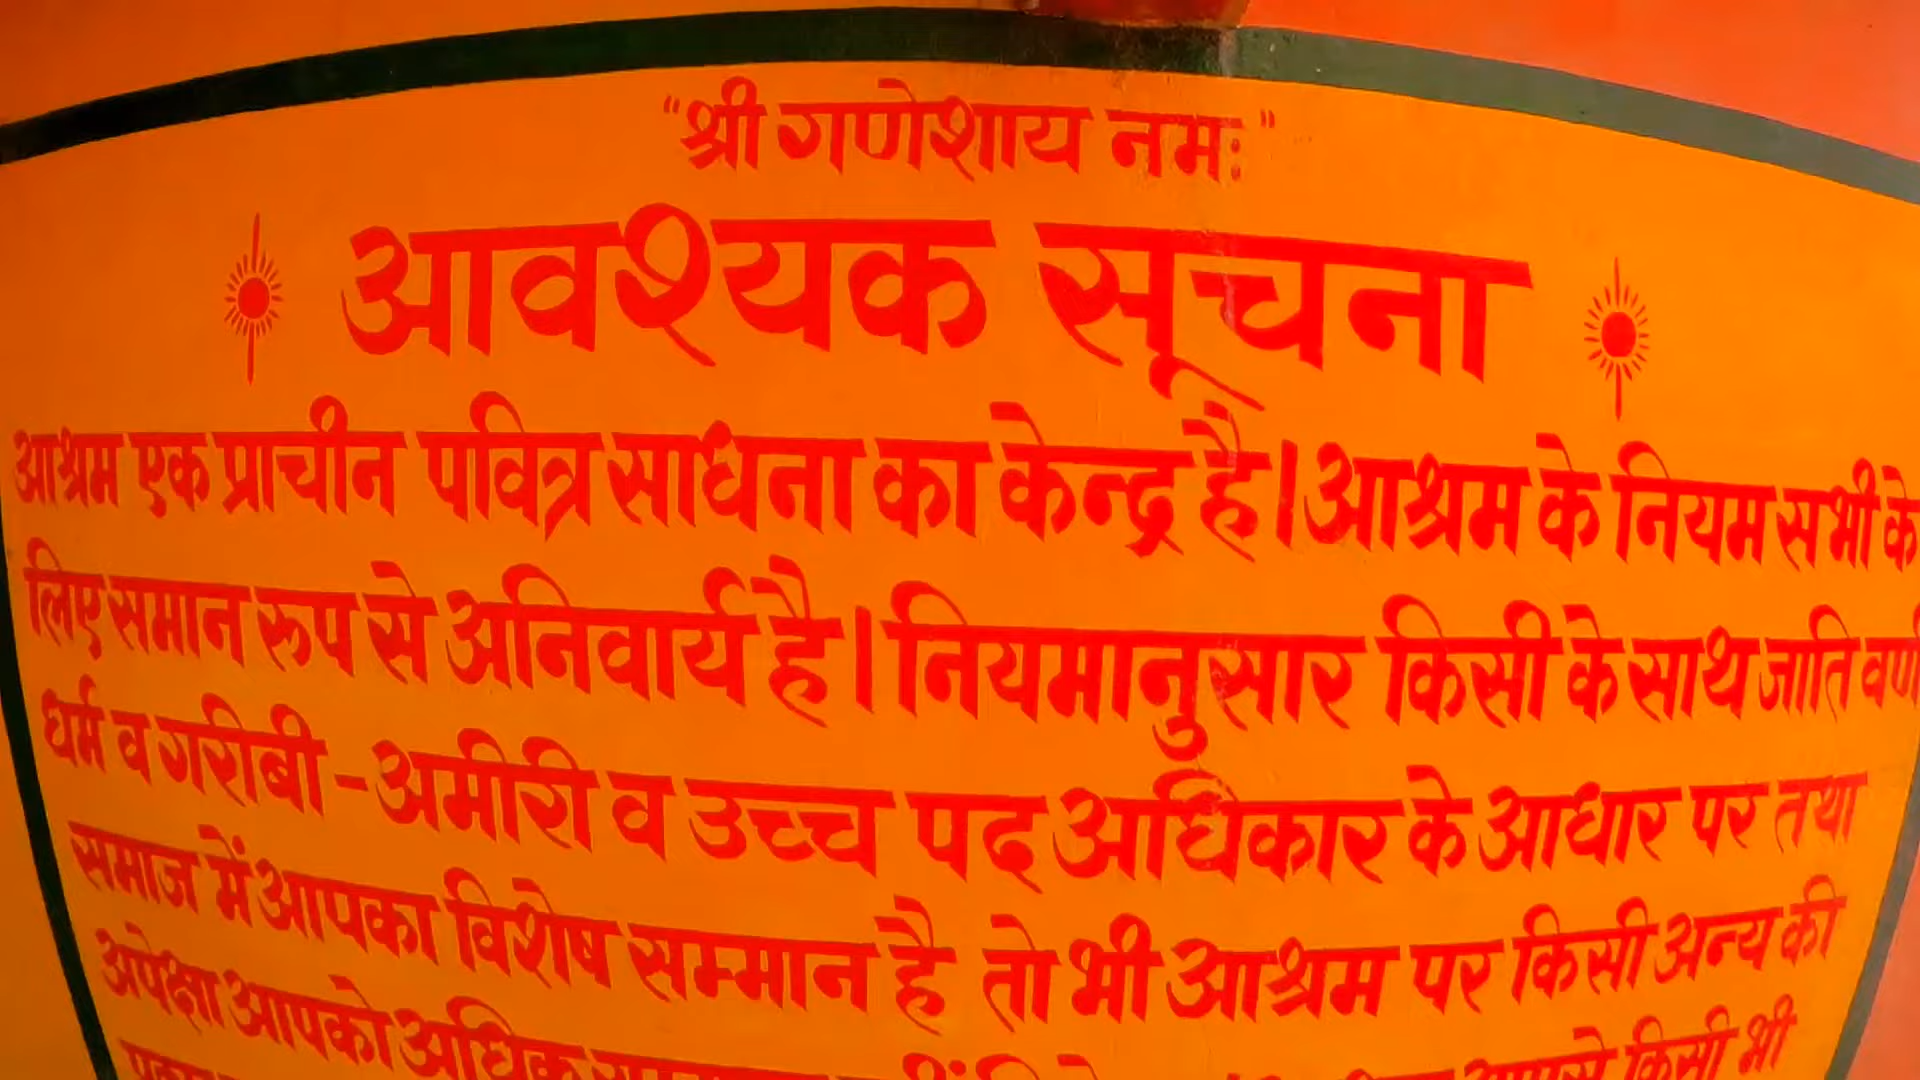 "श्री गणेशाय नमः"
आवश्यक सूचना
आश्रम एक प्राचीन पवित्र साधना का केन्द्र है। आश्रम के नियम सभी के
लिए समान रूप से अनिवार्य है। नियमानुसार किसी के साथ जाति वर्ण
धर्म व गरीबी - अमीरी व उच्च पद अधिकार के आधार पर तथा
समाज में आपका विशेष सम्मान है तो भी आश्रम पर किसी अन्य की
अपेक्षा आपको अधिक किसी भी